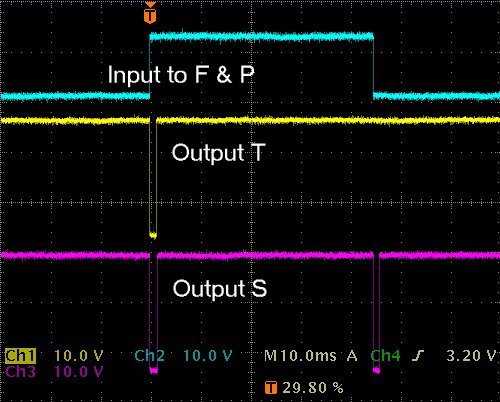 T
Input to F & P
Output T
Output S
Ch1 10.0 V Ch2 10.0 V M10.0ms A Ch4 3.20 V
Ch3 10.0 V
T 29.80 %